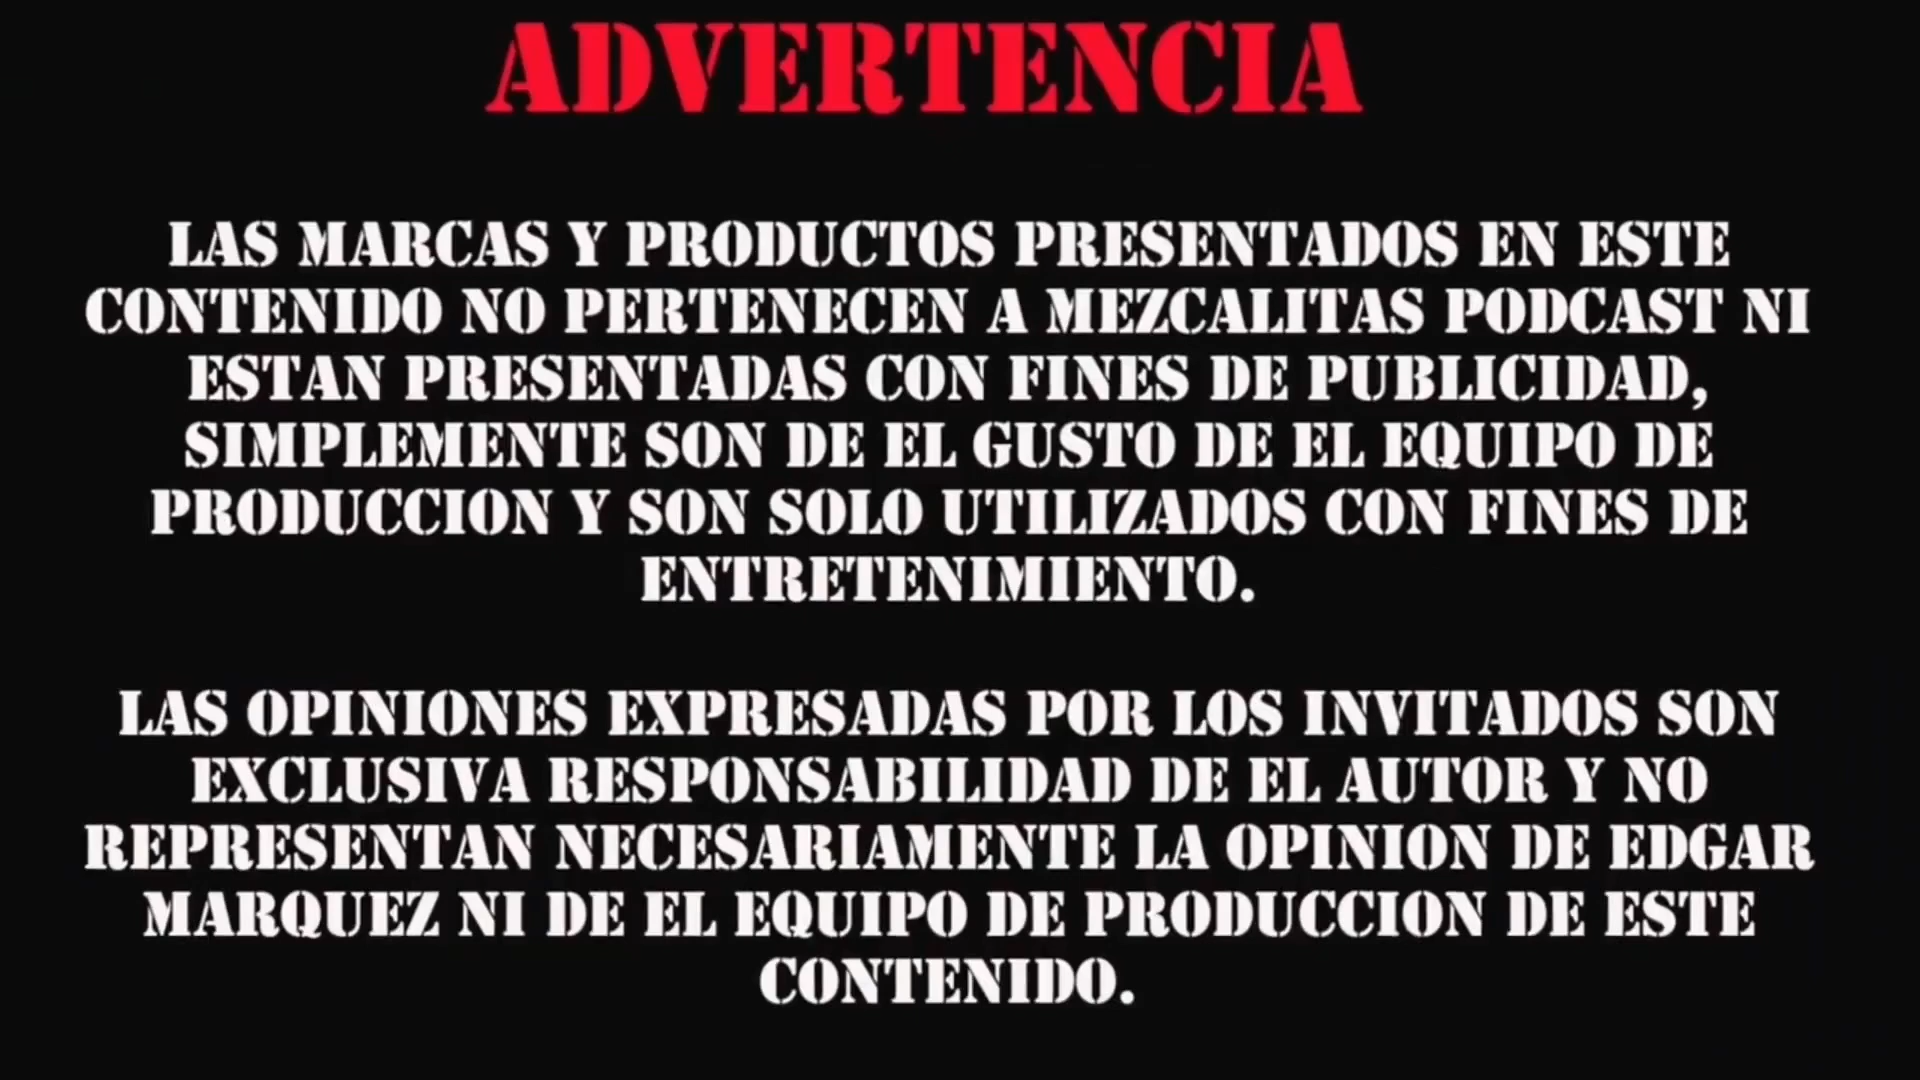 ADVERTENCIA
LAS MARCAS Y PRODUCTOS PRESENTADOS EN ESTE
CONTENIDO NO PERTENECEN A MEZCALITAS PODCAST NI
ESTAN PRESENTADAS CON FINES DE PUBLICIDAD,
SIMPLEMENTE SON DE EL GUSTO DE EL EQUIPO DE
PRODUCCION Y SON SOLO UTILIZADOS CON FINES DE
ENTRETENIMIENTO.
LAS OPINIONES EXPRESADAS POR LOS INVITADOS SON
EXCLUSIVA RESPONSABILIDAD DE EL AUTOR Y NO
REPRESENTAN NECESARIAMENTE LA OPINION DE EDGAR
MARQUEZ NI DE EL EQUIPO DE PRODUCCION DE ESTE
CONTENIDO.